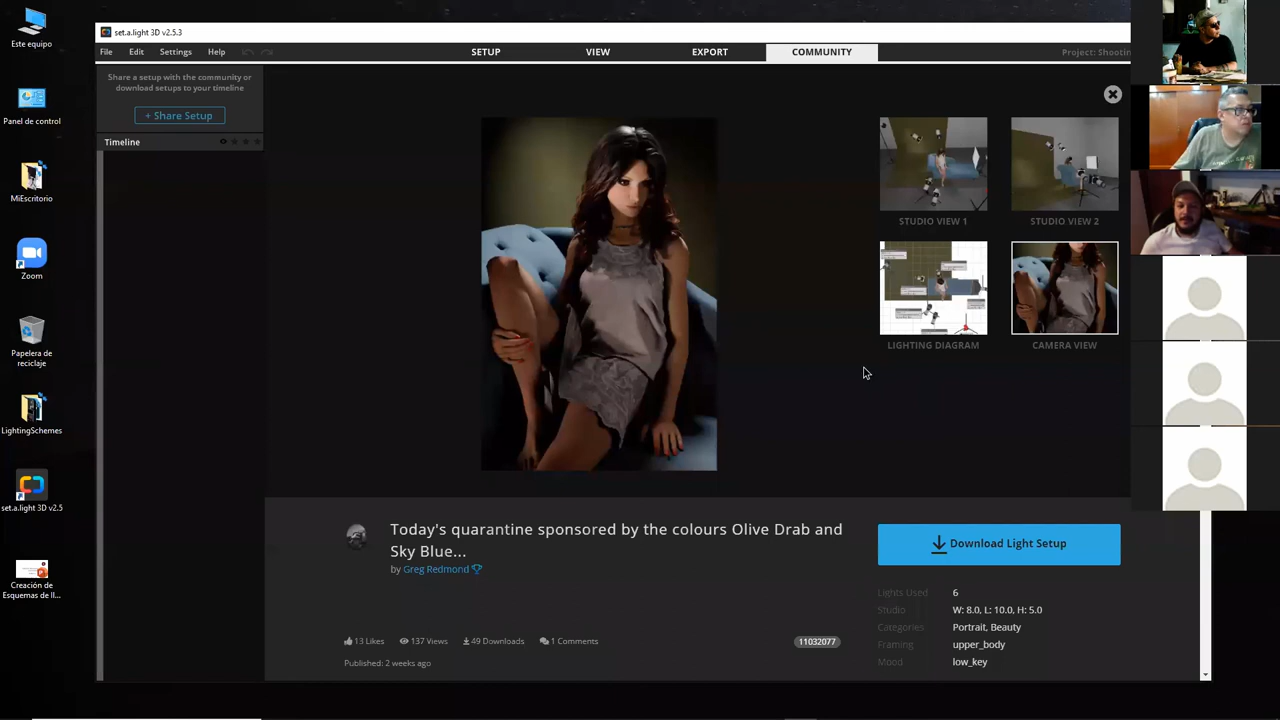 Este equipo
Panel de control
MiEscritorio
Zoom
Papelera de
reciclaje
LightingSchemes
set.a.light 3D v2.5
Creación de
Esquemas de Il...
set.a.light 3D v2.5.3
File Edit Settings Help
SETUP VIEW EXPORT COMMUNITY
Project: Shootin
Share a setup with the community or
download setups to your timeline
+ Share Setup
Timeline
STUDIO VIEW 1 STUDIO VIEW 2
LIGHTING DIAGRAM CAMERA VIEW
Today's quarantine sponsored by the colours Olive Drab and
Sky Blue...
by Greg Redmond
13 Likes 137 Views 49 Downloads 1 Comments 11032077
Published: 2 weeks ago
Download Light Setup
Lights Used 6
Studio W: 8.0, L: 10.0, H: 5.0
Categories Portrait, Beauty
Framing upper_body
Mood low_key